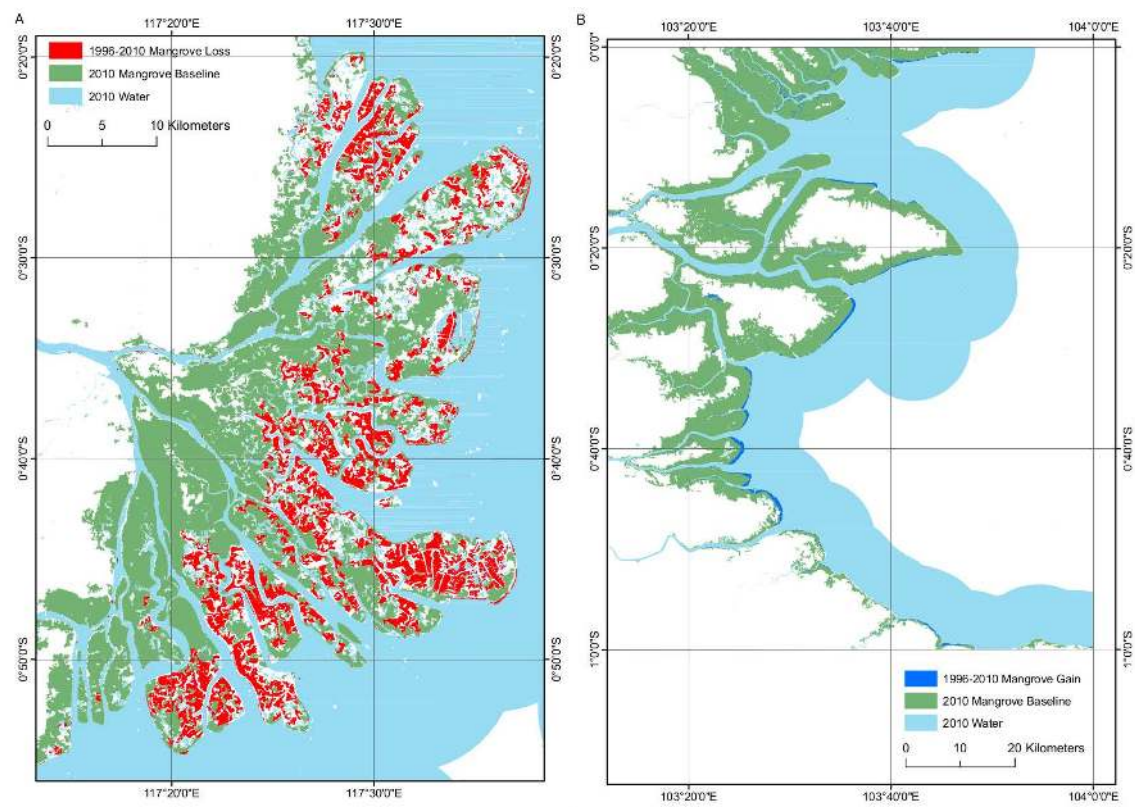 A
117°20'0"E 117°30'0"E
1996-2010 Mangrove Loss
2010 Mangrove Baseline
2010 Water
0 5 10 Kilometers
0°20'0"S 0°20'0"S
0°30'0"S 0°30'0"S
0°40'0"S 0°40'0"S
0°50'0"S 0°50'0"S
117°20'0"E 117°30'0"E
B
103°20'0"E 103°40'0"E 104°0'0"E
0°0'0" 0°0'0"
0°20'0"S 0°20'0"S
0°40'0"S 0°40'0"S
1°0'0"S 1°0'0"S
1996-2010 Mangrove Gain
2010 Mangrove Baseline
2010 Water
0 10 20 Kilometers
103°20'0"E 103°40'0"E 104°0'0"E